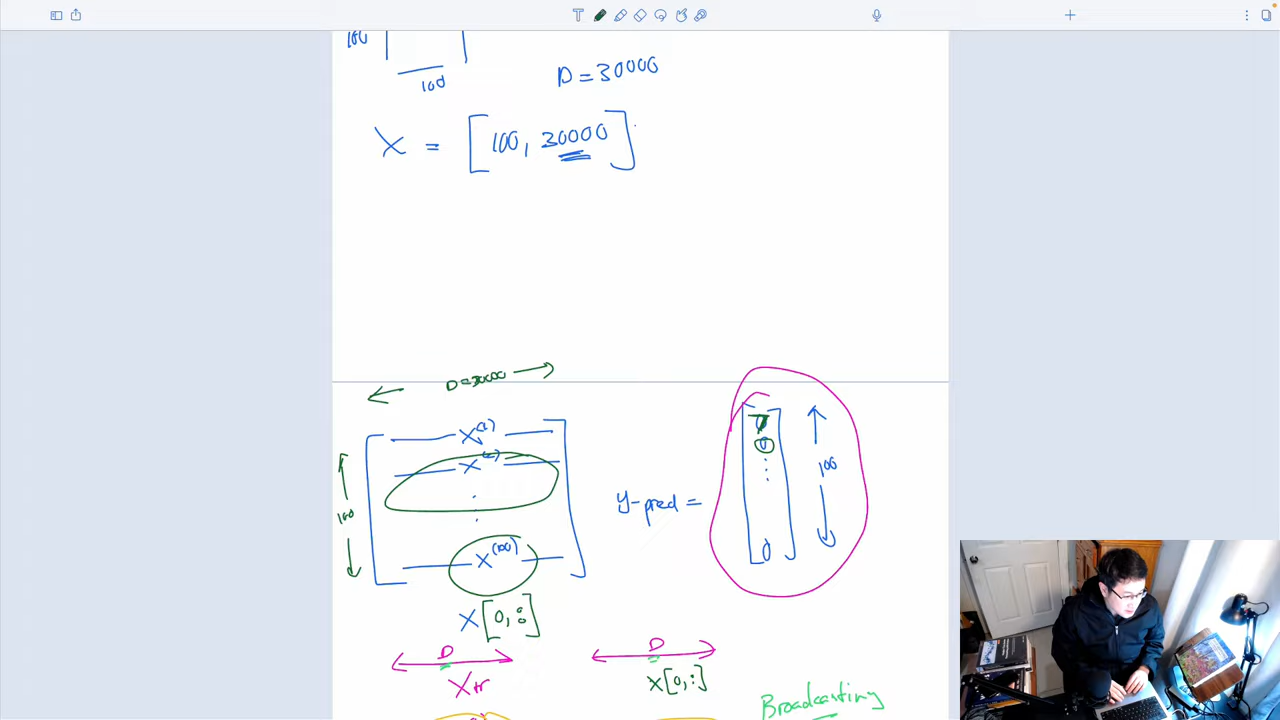 100
100
D = 30000
X = [100, 30000]
D=30000
X^(1)
X^(2)
100
X^(100)
y-pred =
0
0
0
100
X[0,:]
D
Xtr
D
X[0,:]
Broadcasting